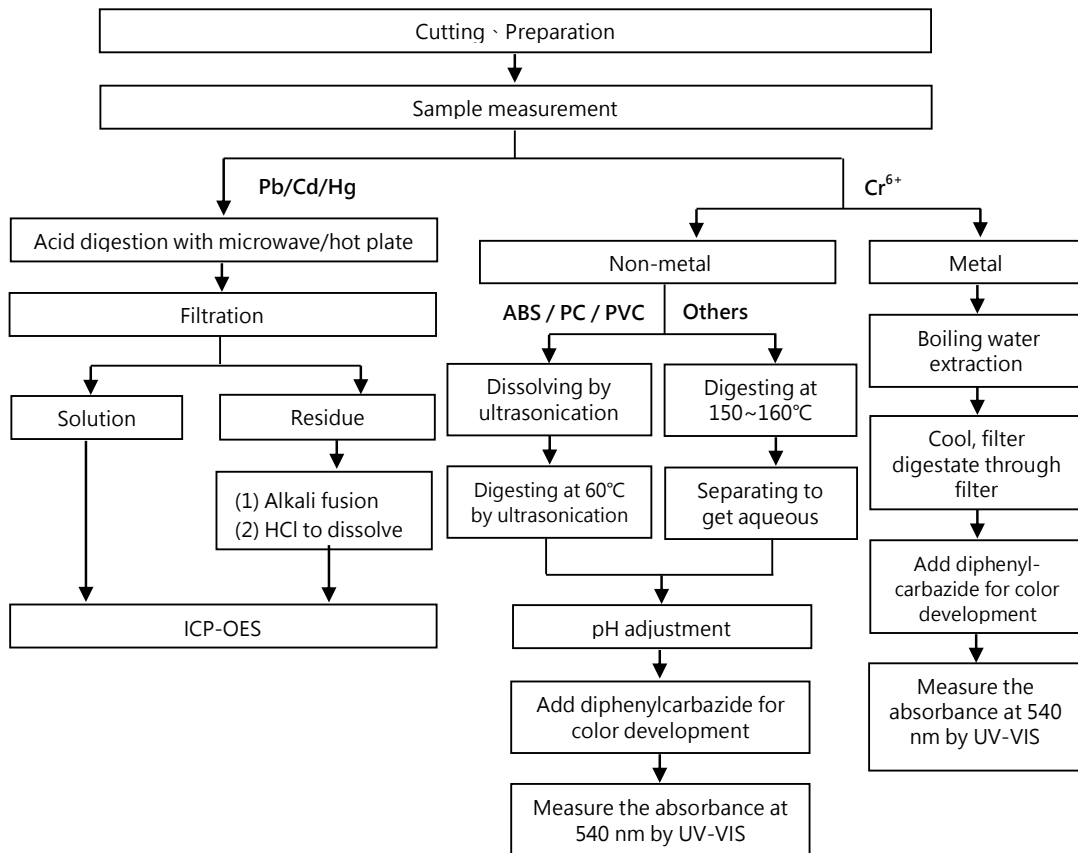 Cutting、Preparation
Sample measurement
Pb/Cd/Hg
Cr⁶⁺
Acid digestion with microwave/hot plate
Non-metal
Metal
Filtration
ABS / PC / PVC
Others
Boiling water
extraction
Solution
Residue
Dissolving by
ultrasonication
Digesting at
150~160℃
Cool, filter
digestate through
filter
(1) Alkali fusion
(2) HCl to dissolve
Digesting at 60℃
by ultrasonication
Separating to
get aqueous
Add diphenyl-
carbazide for color
development
ICP-OES
pH adjustment
Measure the
absorbance at 540
nm by UV-VIS
Add diphenylcarbazide for
color development
Measure the absorbance at
540 nm by UV-VIS